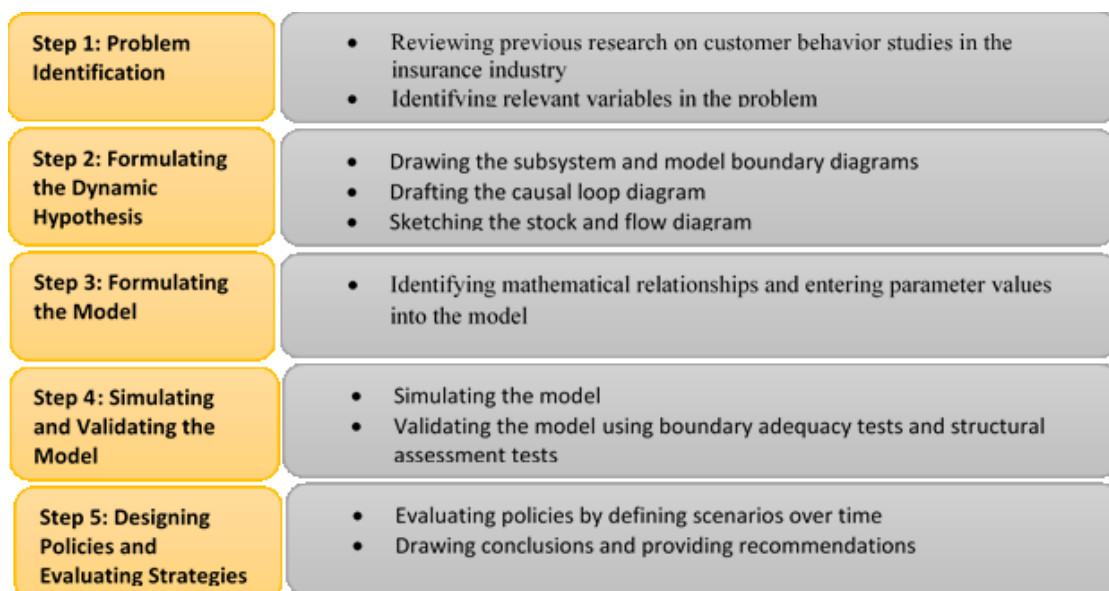 Step 1: Problem
Identification
• Reviewing previous research on customer behavior studies in the
insurance industry
• Identifying relevant variables in the problem
Step 2: Formulating
the Dynamic
Hypothesis
• Drawing the subsystem and model boundary diagrams
• Drafting the causal loop diagram
• Sketching the stock and flow diagram
Step 3: Formulating
the Model
• Identifying mathematical relationships and entering parameter values
into the model
Step 4: Simulating
and Validating the
Model
• Simulating the model
• Validating the model using boundary adequacy tests and structural
assessment tests
Step 5: Designing
Policies and
Evaluating Strategies
• Evaluating policies by defining scenarios over time
• Drawing conclusions and providing recommendations